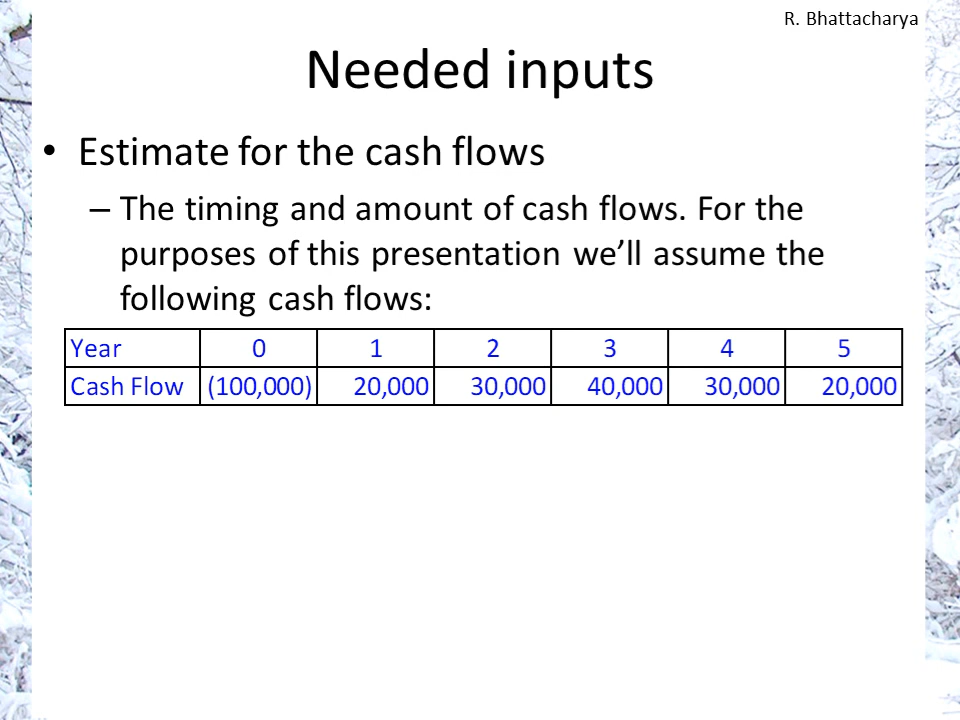 R. Bhattacharya
Needed inputs
• Estimate for the cash flows
– The timing and amount of cash flows. For the
purposes of this presentation we’ll assume the
following cash flows:
Year 0 1 2 3 4 5
Cash Flow (100,000) 20,000 30,000 40,000 30,000 20,000